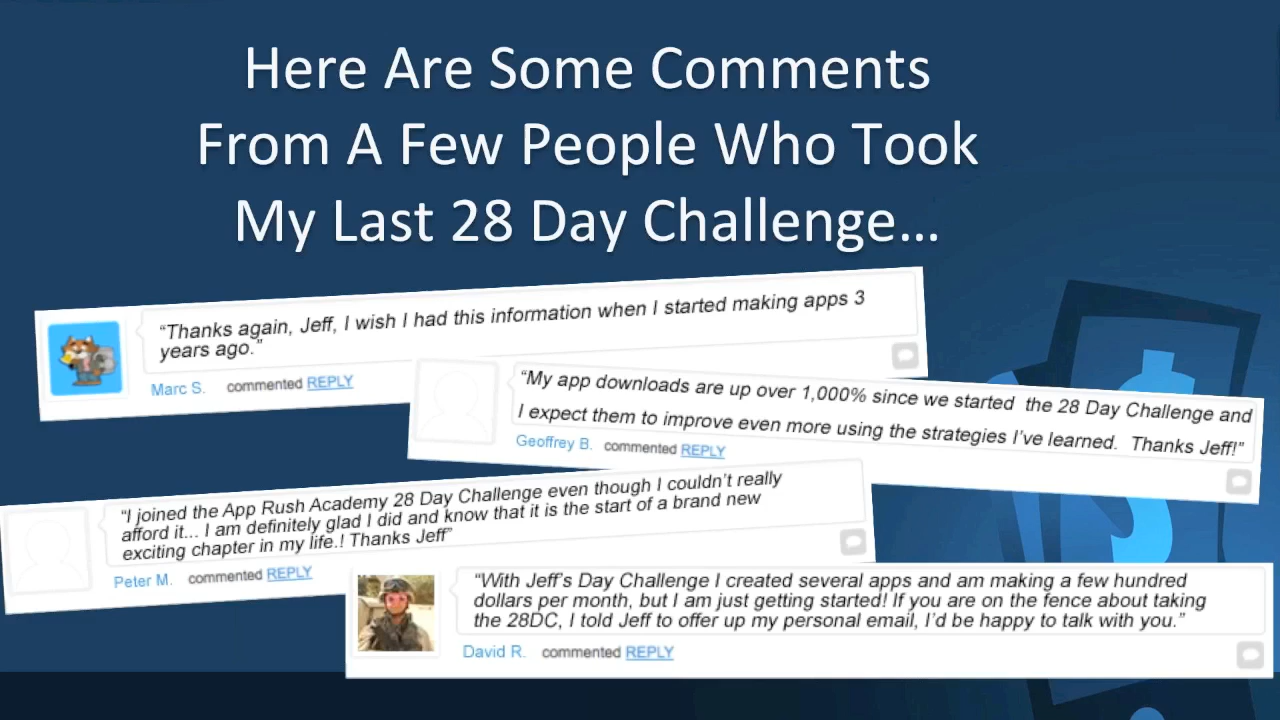 Here Are Some Comments
From A Few People Who Took
My Last 28 Day Challenge...
“Thanks again, Jeff, I wish I had this information when I started making apps 3
years ago.”
Marc S. commented REPLY
“My app downloads are up over 1,000% since we started the 28 Day Challenge and
I expect them to improve even more using the strategies I’ve learned. Thanks Jeff!”
Geoffrey B. commented REPLY
“I joined the App Rush Academy 28 Day Challenge even though I couldn’t really
afford it... I am definitely glad I did and know that it is the start of a brand new
exciting chapter in my life.! Thanks Jeff”
Peter M. commented REPLY
“With Jeff’s Day Challenge I created several apps and am making a few hundred
dollars per month, but I am just getting started! If you are on the fence about taking
the 28DC, I told Jeff to offer up my personal email, I’d be happy to talk with you.”
David R. commented REPLY